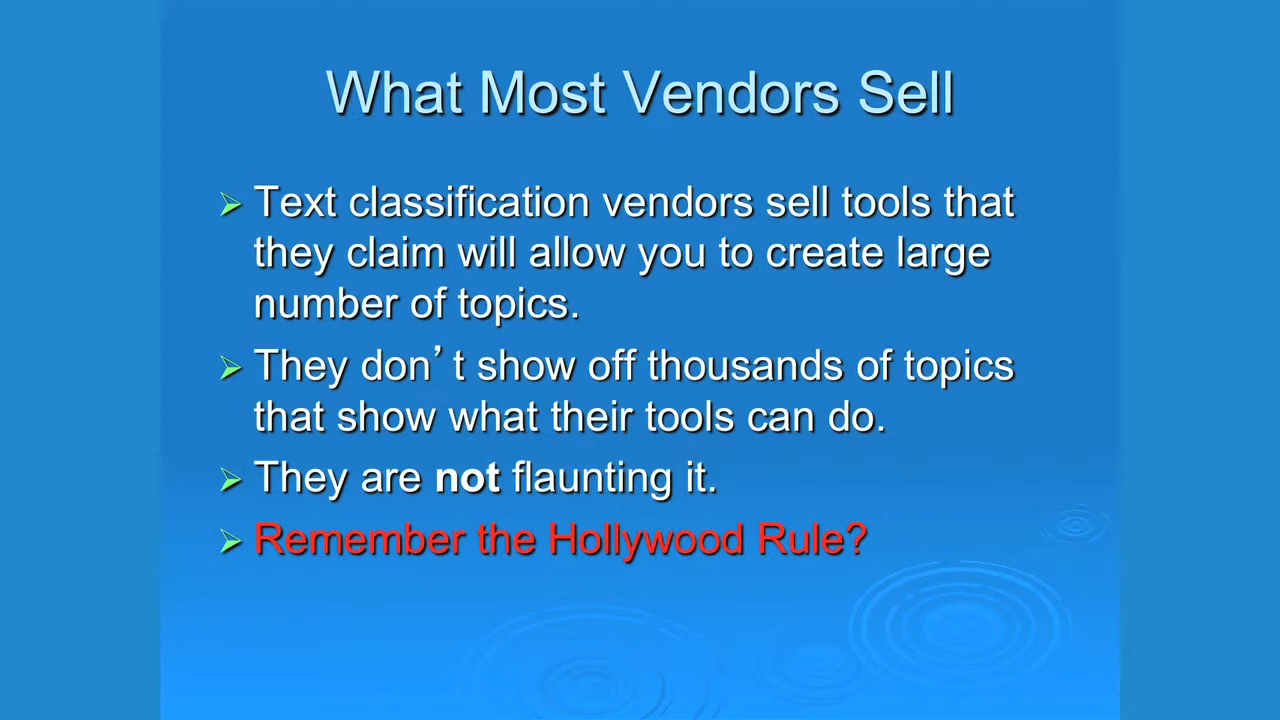 What Most Vendors Sell
Text classification vendors sell tools that
they claim will allow you to create large
number of topics.
They don’t show off thousands of topics
that show what their tools can do.
They are not flaunting it.
Remember the Hollywood Rule?